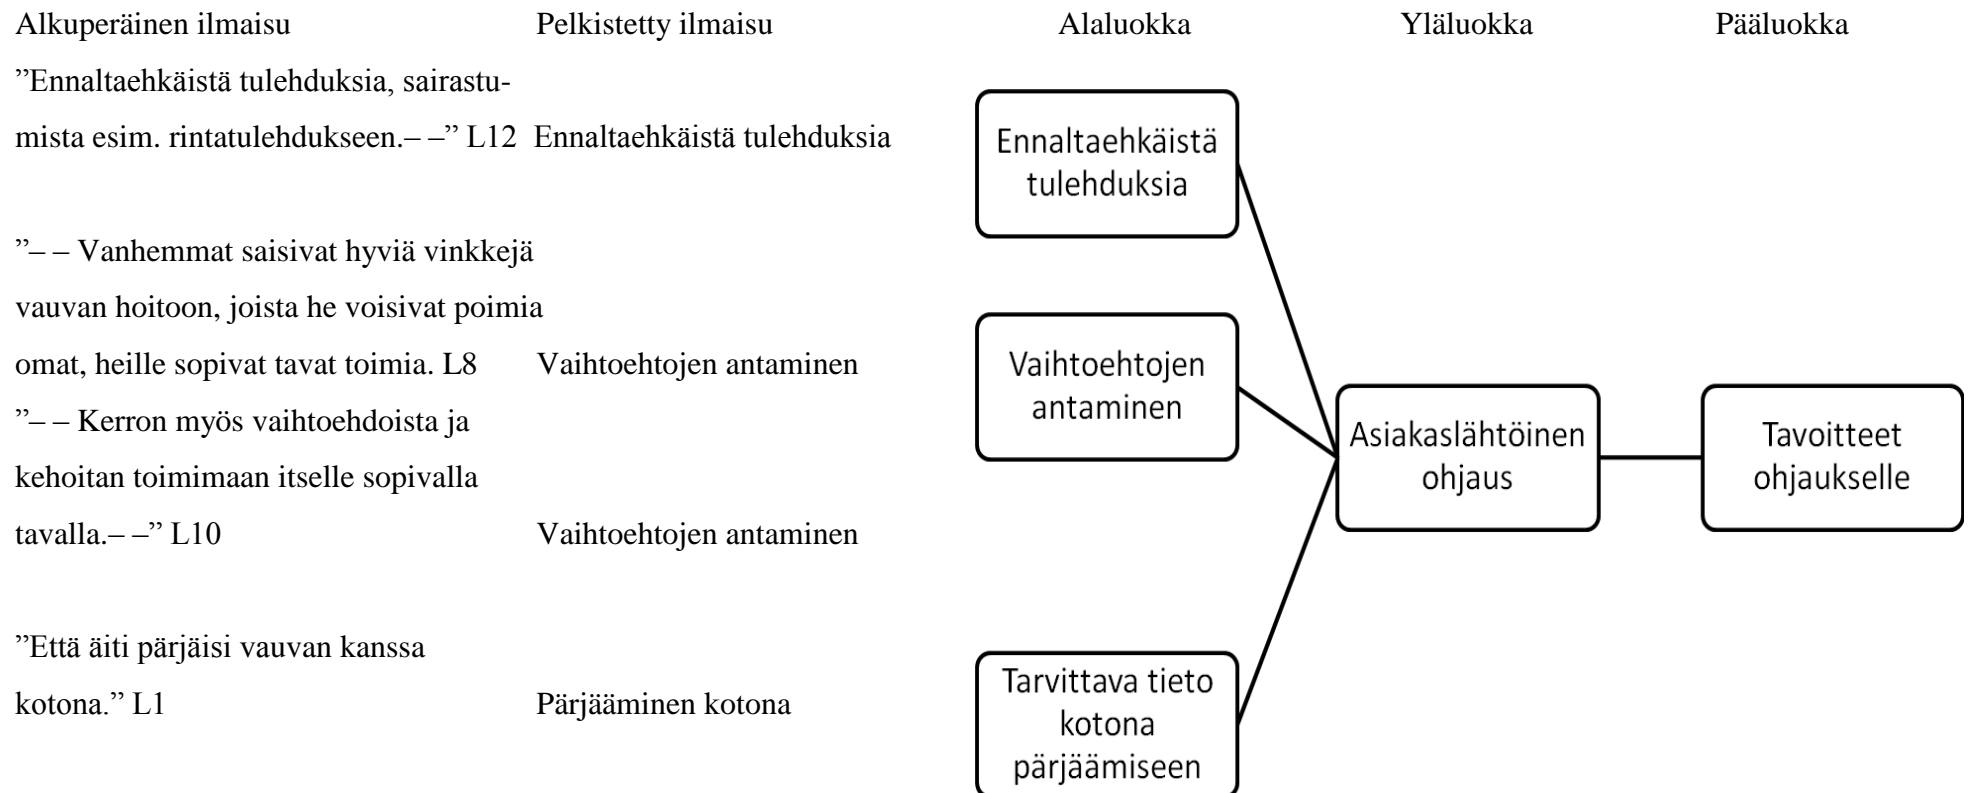 Alkuperäinen ilmaisu Pelkistetty ilmaisu Alaluokka Yläluokka Pääluokka
”Ennaltaehkäistä tulehduksia, sairastu-
mista esim. rintatulehdukseen.– –” L12 Ennaltaehkäistä tulehduksia
”– – Vanhemmat saisivat hyviä vinkkejä
vauvan hoitoon, joista he voisivat poimia
omat, heille sopivat tavat toimia. L8 Vaihtoehtojen antaminen
”– – Kerron myös vaihtoehdoista ja
kehoitan toimimaan itselle sopivalla
tavalla.– –” L10 Vaihtoehtojen antaminen
”Että äiti pärjäisi vauvan kanssa
kotona.” L1 Pärjääminen kotona
Ennaltaehkäistä
tulehduksia
Vaihtoehtojen
antaminen
Tarvittava tieto
kotona
pärjäämiseen
Asiakaslähtöinen
ohjaus
Tavoitteet
ohjaukselle